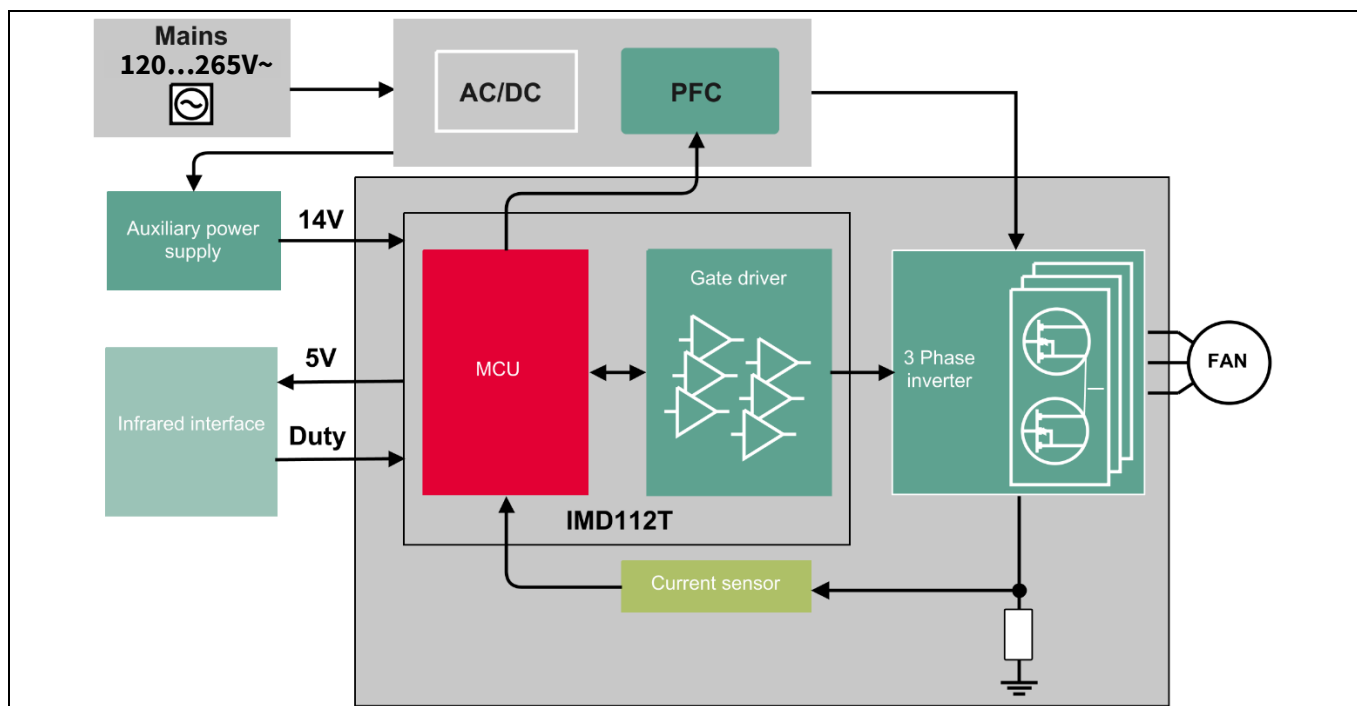 Mains
120...265V~
AC/DC
PFC
Auxiliary power
supply
14V
5V
Infrared interface
Duty
MCU
Gate driver
3 Phase
inverter
FAN
IMD112T
Current sensor